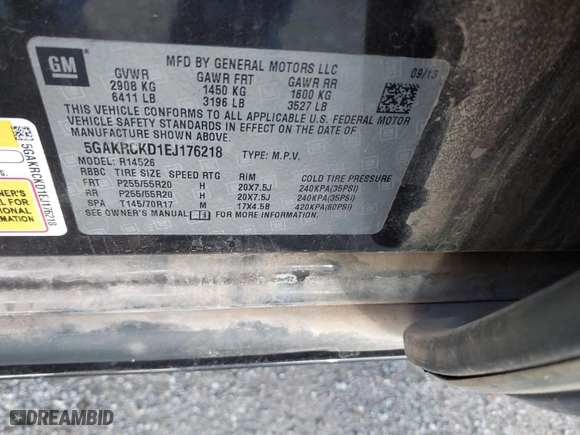 GM
MFD BY GENERAL MOTORS LLC
09/13
GVWR GAWR FRT GAWR RR
2908 KG 1450 KG 1600 KG
6411 LB 3196 LB 3527 LB
THIS VEHICLE CONFORMS TO ALL APPLICABLE U.S. FEDERAL MOTOR
VEHICLE SAFETY STANDARDS IN EFFECT ON THE DATE OF
MANUFACTURE SHOWN ABOVE.
5GAKRCKD1EJ176218 TYPE: M.P.V.
MODEL: R14526
RBBC TIRE SIZE SPEED RTG RIM COLD TIRE PRESSURE
FRT P255/55R20 H 20X7.5J 240KPA(35PSI)
RR P255/55R20 H 20X7.5J 240KPA(35PSI)
SPA T145/70R17 M 17X4.5B 420KPA(60PSI)
SEE OWNER'S MANUAL
5GAKRCKD1EJ176218
OWNER'S
FOR
IONAL
MATION
DREAMBID